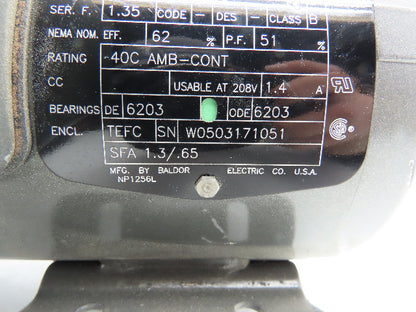 SER. F. 1.35 CODE - DES - CLASS B
NEMA NOM. EFF. 62 % P.F. 51 %
RATING 40C AMB-CONT
CC USABLE AT 208V 1.4 A
BEARINGS DE 6203 ODE 6203
ENCL. TEFC SN W0503171051
SFA 1.3/.65
MFG. BY BALDOR ELECTRIC CO. U.S.A.
NP1256L